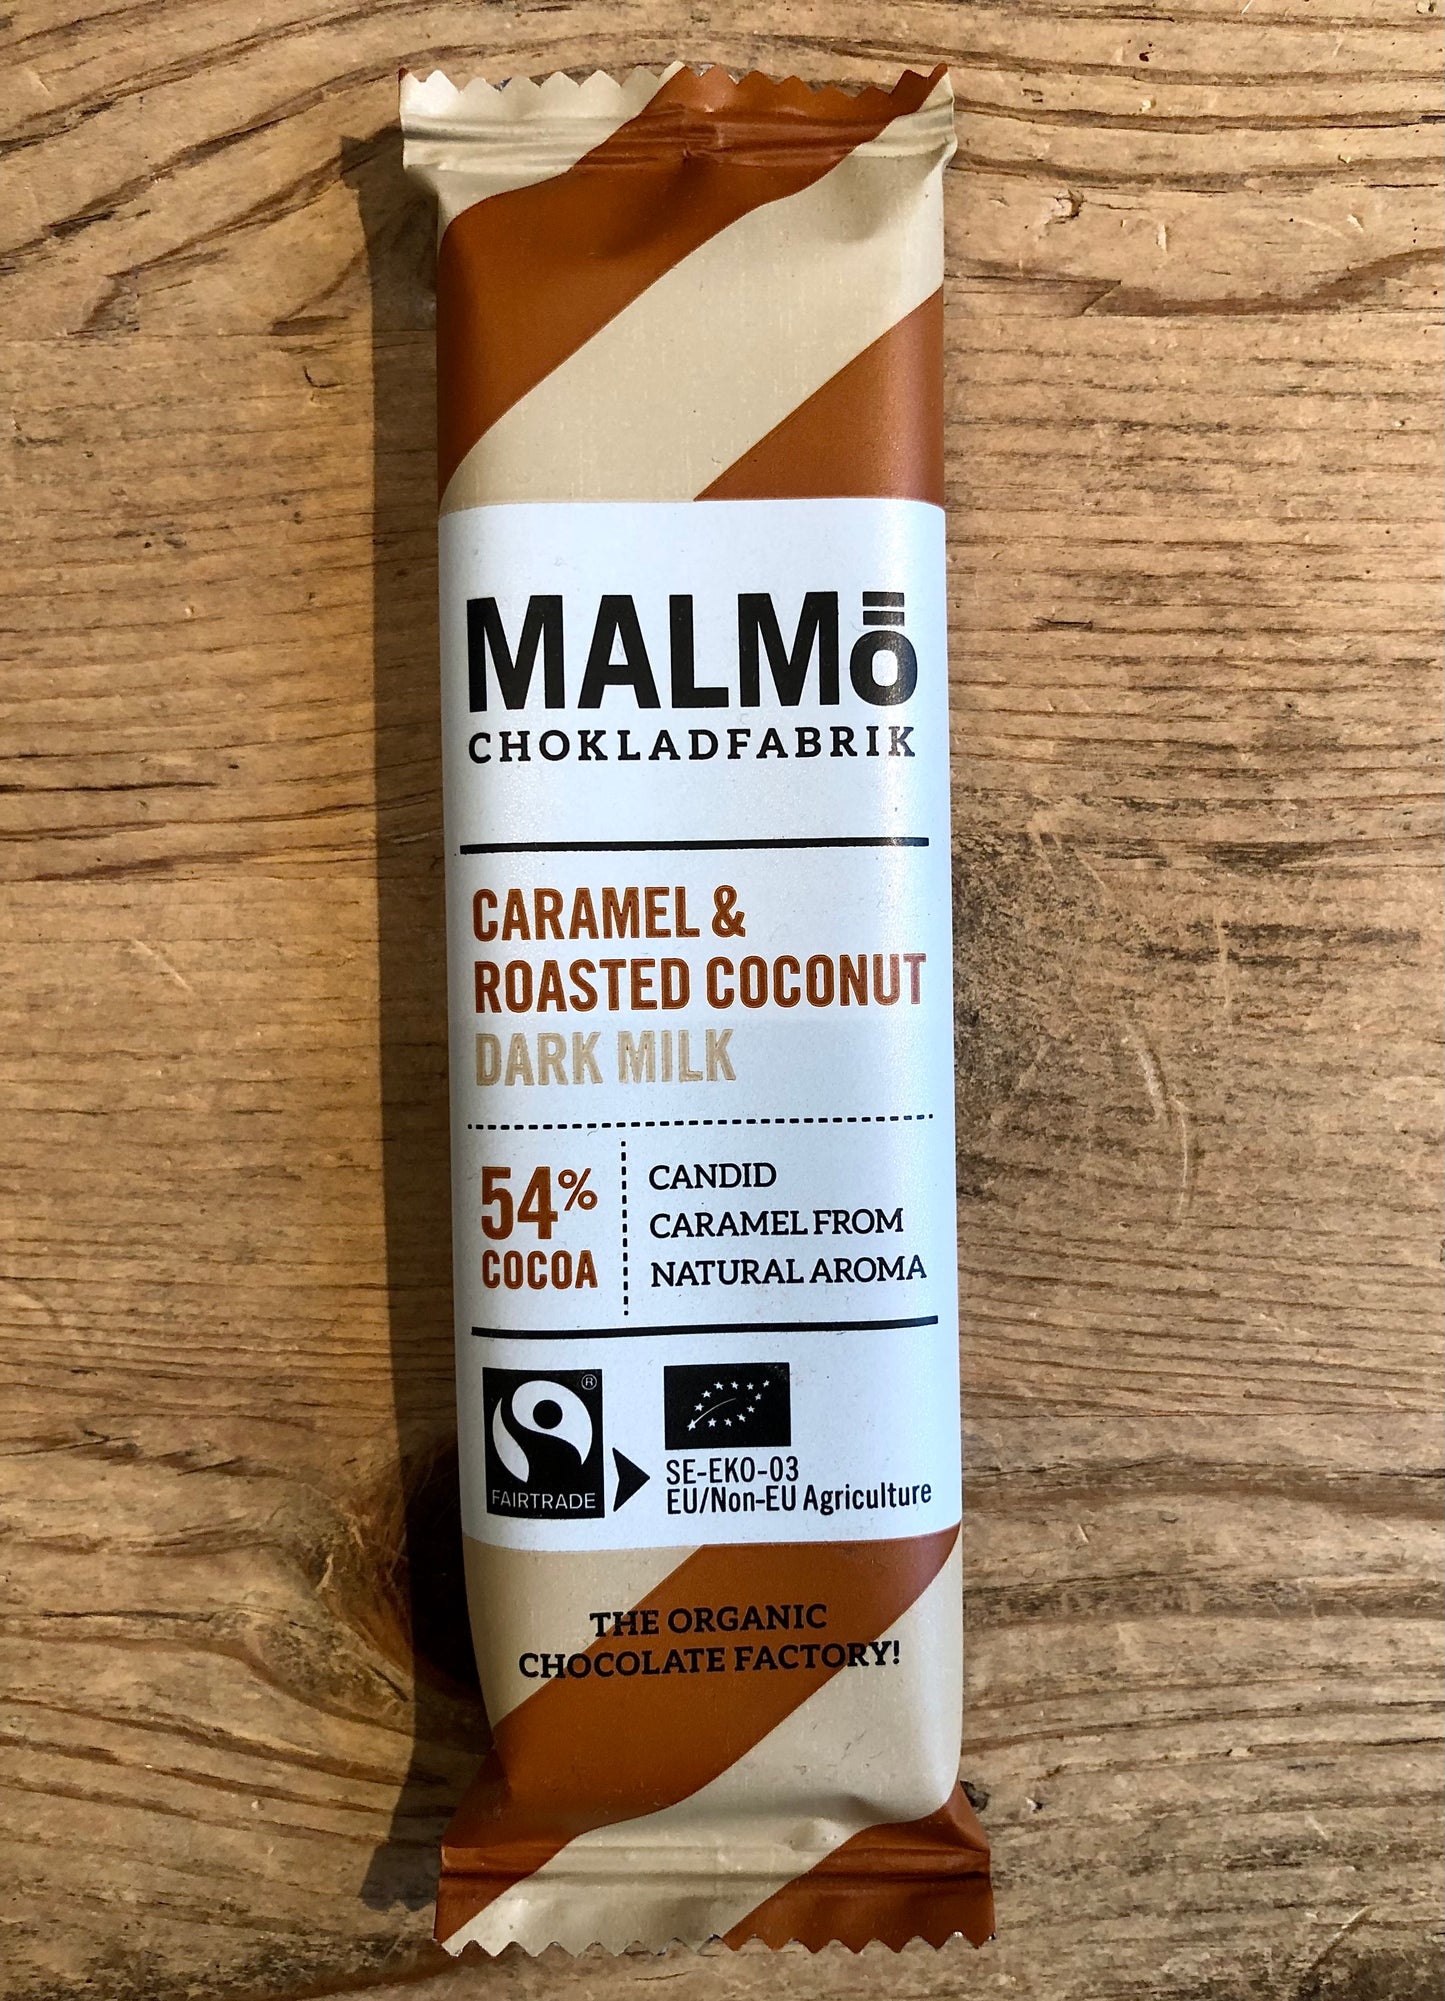 MALMÖ
CHOKLADFABRIK
CARAMEL &
ROASTED COCONUT
DARK MILK
54%
COCOA
CANDID
CARAMEL FROM
NATURAL AROMA
®
FAIRTRADE
SE-EKO-03
EU/Non-EU Agriculture
THE ORGANIC
CHOCOLATE FACTORY!